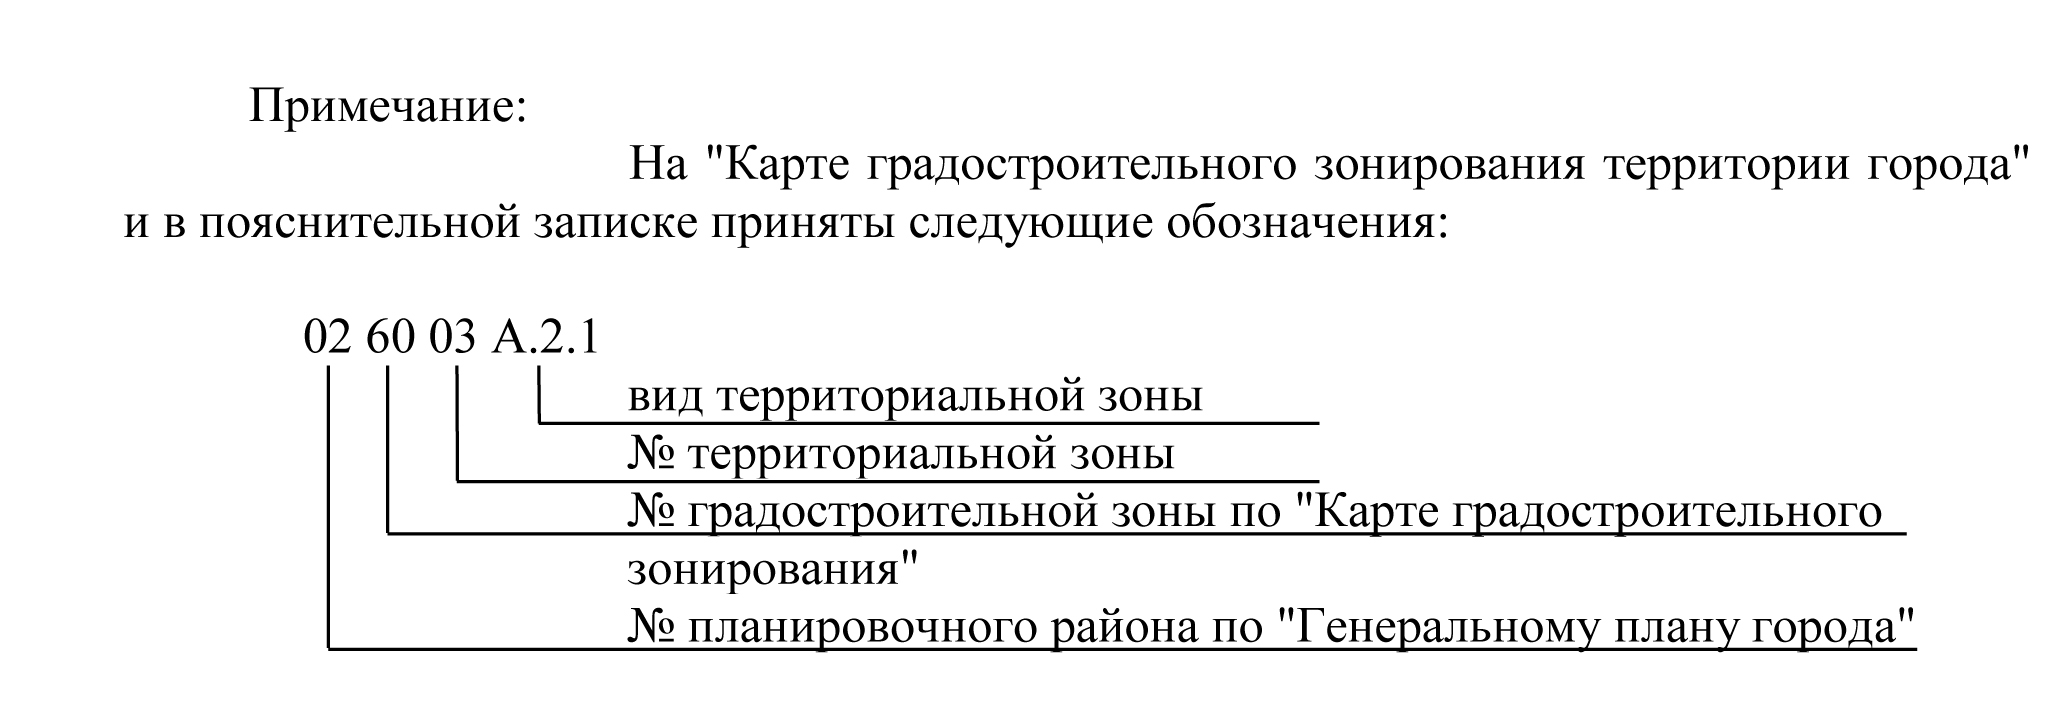 Примечание:
На "Карте градостроительного зонирования территории города"
и в пояснительной записке приняты следующие обозначения:
02 60 03 А.2.1
вид территориальной зоны
№ территориальной зоны
№ градостроительной зоны по "Карте градостроительного
зонирования"
№ планировочного района по "Генеральному плану города"